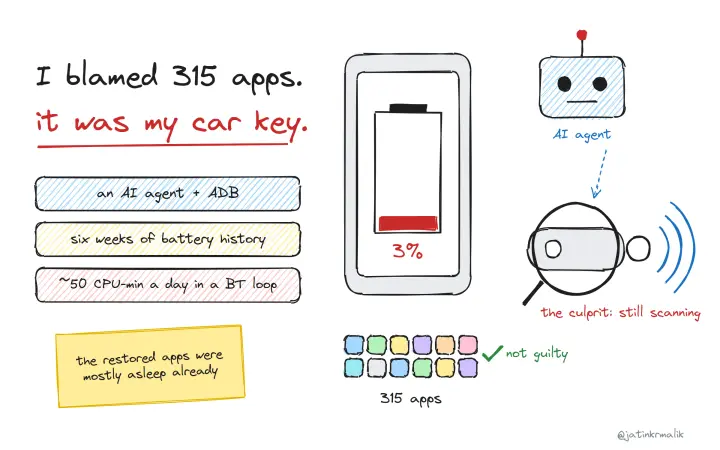 I blamed 315 apps.
it was my car key.
an AI agent + ADB
six weeks of battery history
~50 CPU-min a day in a BT loop
the restored apps were
mostly asleep already
3%
315 apps
not guilty
AI agent
the culprit: still scanning
@jatinkrmalik